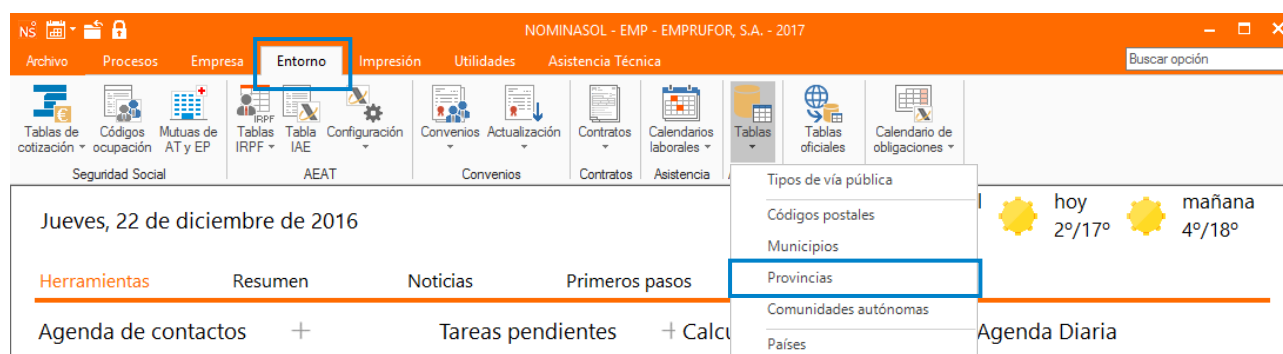 NS
NOMINASOL - EMP - EMPRUFOR, S.A. - 2017
Archivo Procesos Empresa Entorno Impresión Utilidades Asistencia Técnica Buscar opción
Tablas de cotización
Códigos ocupación
Mutuas de AT y EP
IRPF
Tablas IRPF
Tabla IAE
Configuración
Convenios
Actualización
Contratos
Calendarios laborales
Tablas
Tablas oficiales
Calendario de obligaciones
Seguridad Social AEAT Convenios Contratos Asistencia
Tipos de vía pública
Códigos postales
Municipios
Provincias
Comunidades autónomas
Países
Jueves, 22 de diciembre de 2016
hoy
2º/17º
mañana
4º/18º
Herramientas Resumen Noticias Primeros pasos
Agenda de contactos + Tareas pendientes + Calcu
Agenda Diaria